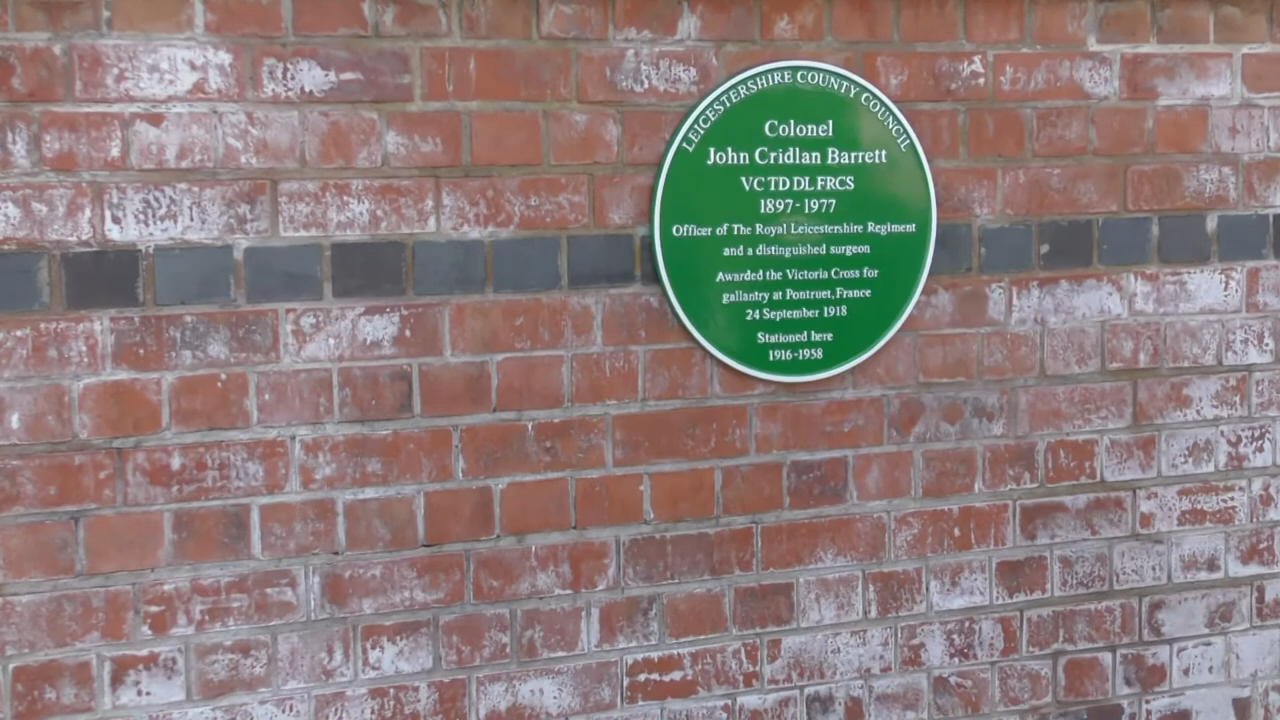 LEICESTERSHIRE COUNTY COUNCIL
Colonel
John Cridlan Barrett
VC TD DL FRCS
1897-1977
Officer of The Royal Leicestershire Regiment
and a distinguished surgeon
Awarded the Victoria Cross for
gallantry at Pontruet, France
24 September 1918
Stationed here
1916-1958